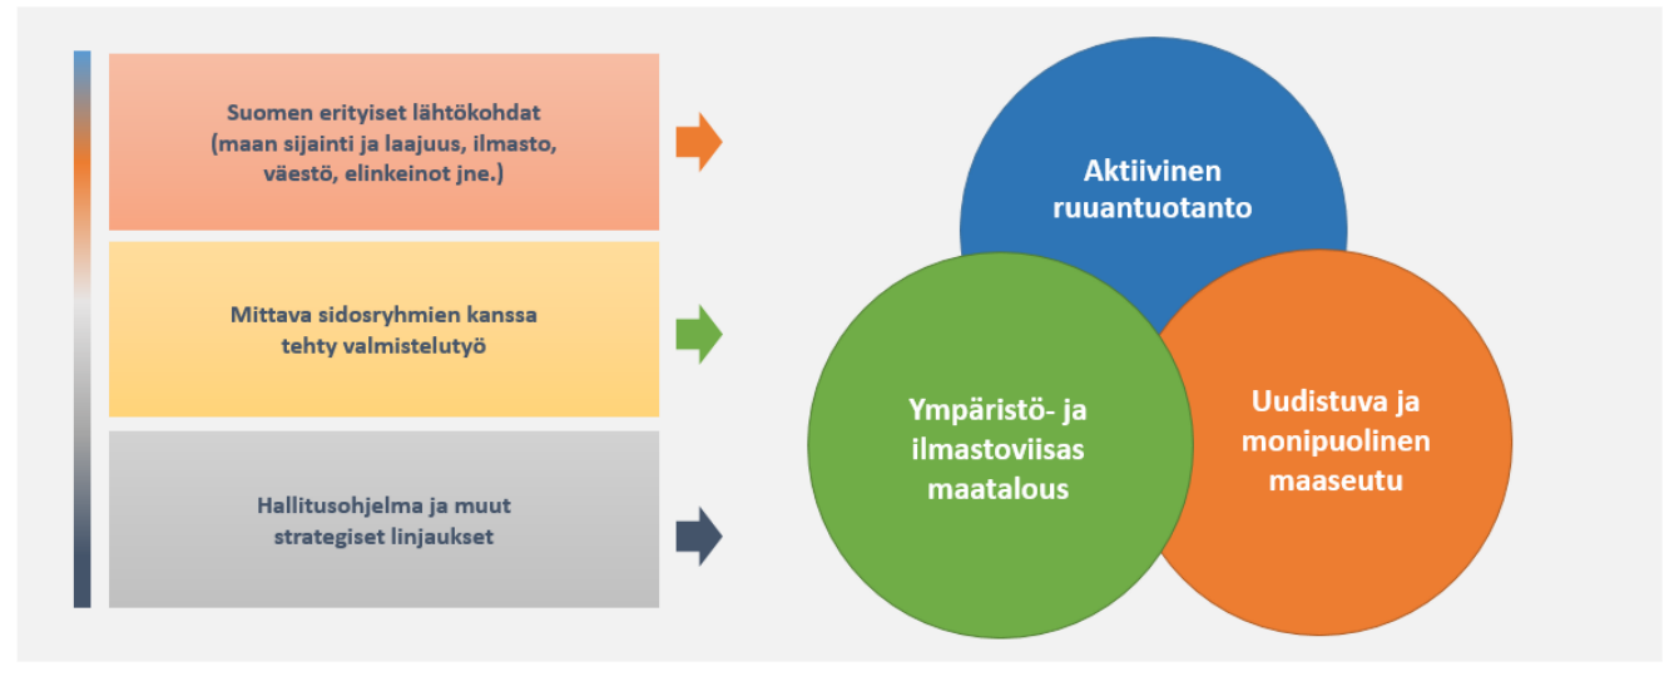 Suomen erityiset lähtökohdat
(maan sijainti ja laajuus, ilmasto,
väestö, elinkeinot jne.)
Mittava sidosryhmien kanssa
tehty valmistelutyö
Hallitusohjelma ja muut
strategiset linjaukset
Aktiivinen
ruuantuotanto
Ympäristö- ja
ilmastoviisas
maatalous
Uudistuva ja
monipuolinen
maaseutu